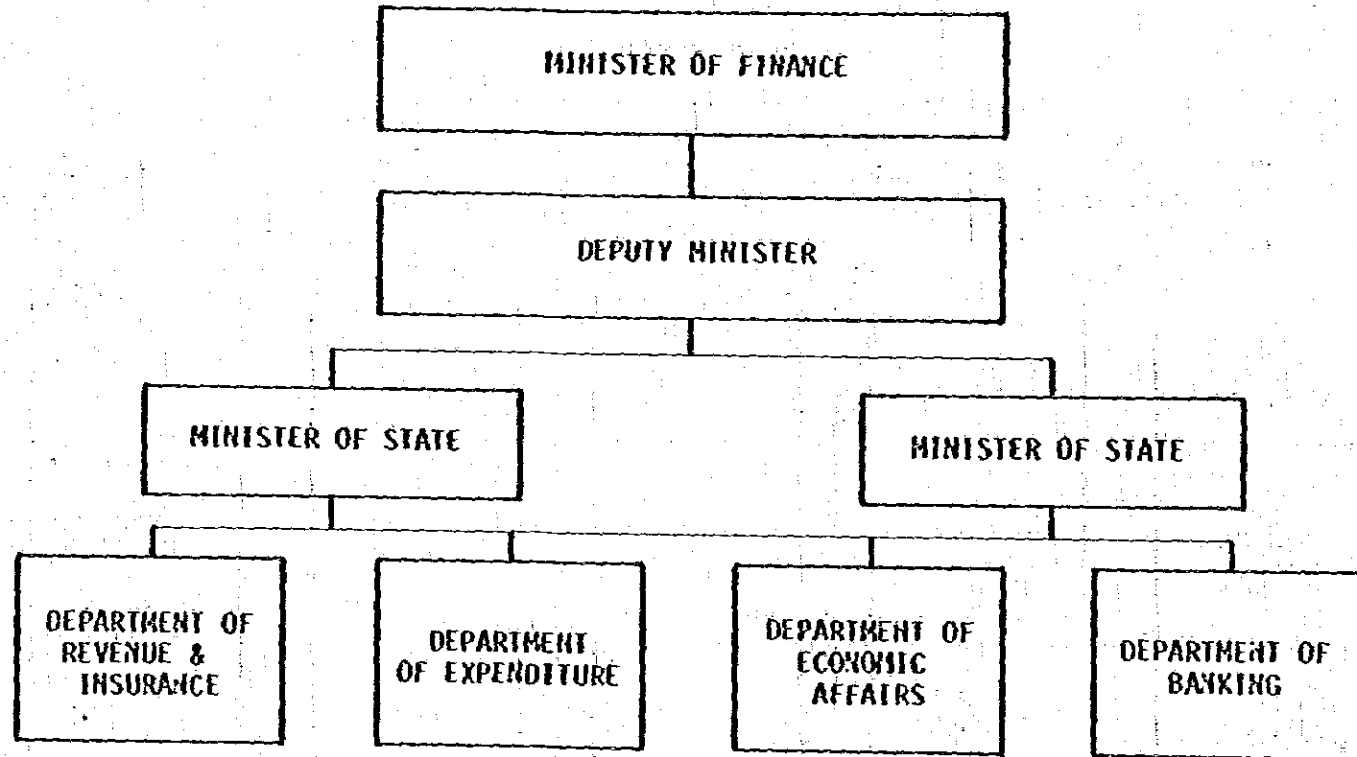 MINISTER OF FINANCE
DEPUTY MINISTER
MINISTER OF STATE
MINISTER OF STATE
DEPARTMENT OF
REVENUE &
INSURANCE
DEPARTMENT
OF EXPENDITURE
DEPARTMENT OF
ECONOMIC
AFFAIRS
DEPARTMENT OF
BANKING